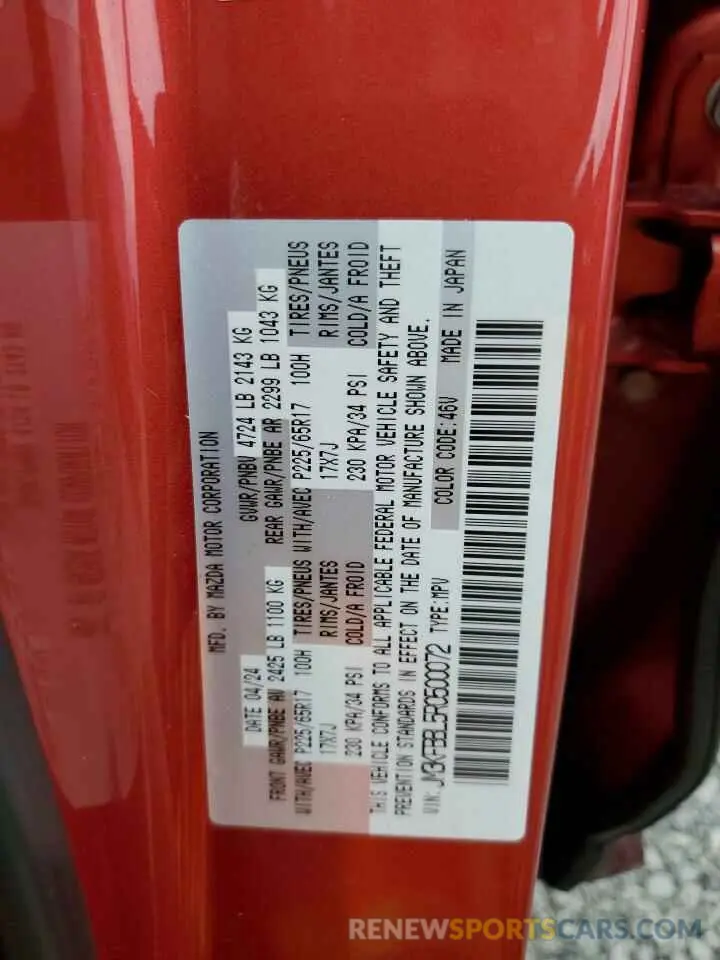 MFD. BY MAZDA MOTOR CORPORATION
DATE 04/24 GVWR/PNBV 4724 LB 2143 KG
FRONT GAWR/PNBE AV 2425 LB 1100 KG REAR GAWR/PNBE AR 2299 LB 1043 KG
WITH/AVEC P225/65R17 100H TIRES/PNEUS WITH/AVEC P225/65R17 100H TIRES/PNEUS
17X7J RIMS/JANTES 17X7J RIMS/JANTES
230 KPA/34 PSI COLD/A FROID 230 KPA/34 PSI COLD/A FROID
THIS VEHICLE CONFORMS TO ALL APPLICABLE FEDERAL MOTOR VEHICLE SAFETY AND THEFT
PREVENTION STANDARDS IN EFFECT ON THE DATE OF MANUFACTURE SHOWN ABOVE.
VIN: JM3KFBBL5R0500072 TYPE:MPV COLOR CODE:46V MADE IN JAPAN
RENEWSPORTSCARS.COM